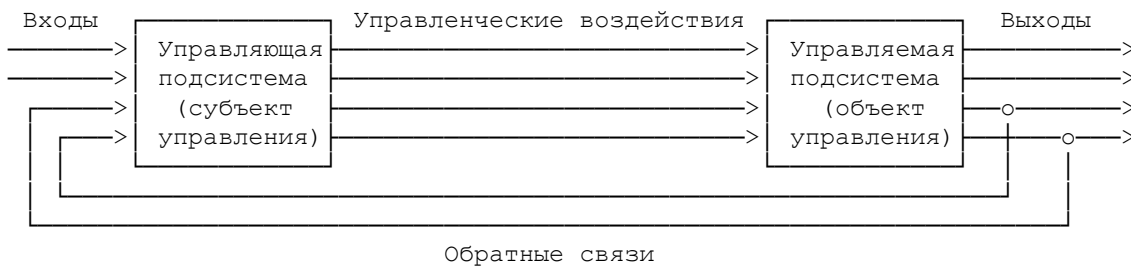 Входы Управленческие воздействия Выходы
Управляющая Управляемая
подсистема подсистема
(субъект (объект
управления) управления)
Обратные связи